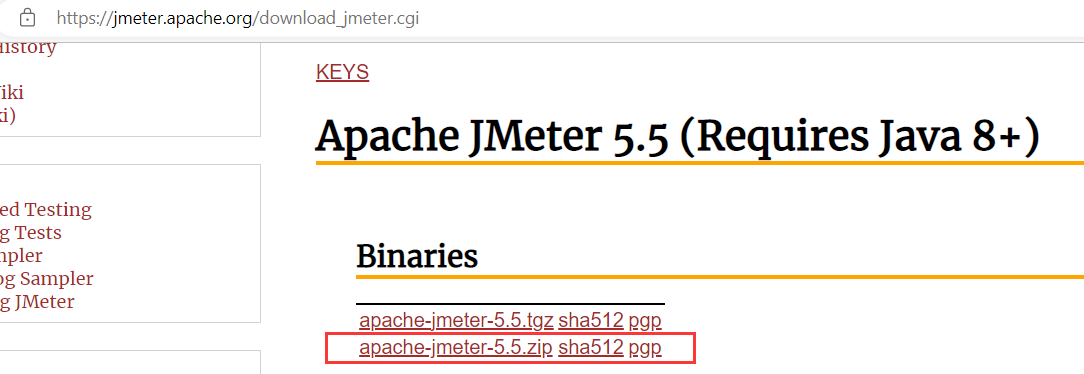 https://jmeter.apache.org/download_jmeter.cgi
History
Wiki
ki)
ed Testing
g Tests
mpler
og Sampler
g JMeter
KEYS
Apache JMeter 5.5 (Requires Java 8+)
Binaries
apache-jmeter-5.5.tgz sha512 pgp
apache-jmeter-5.5.zip sha512 pgp